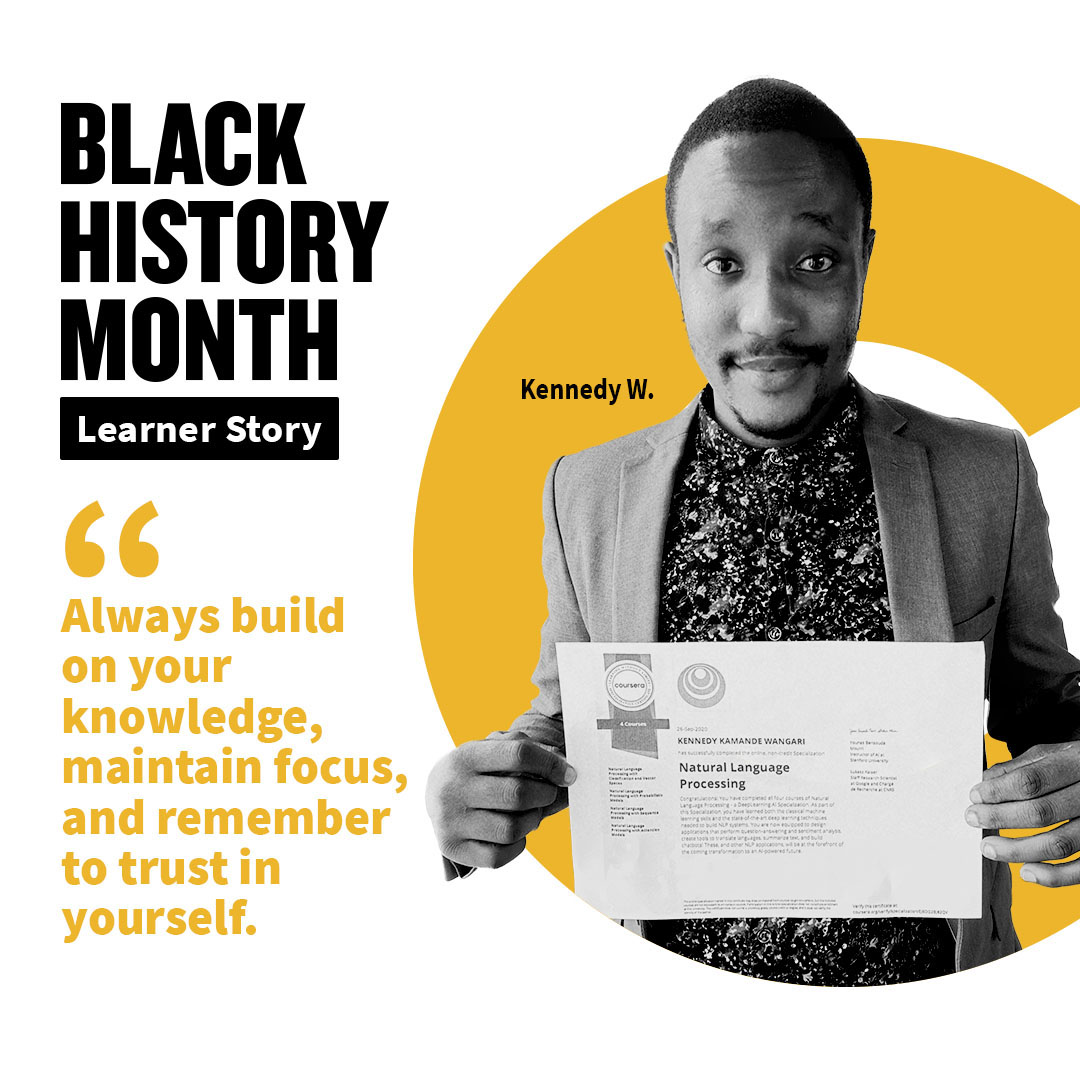 BLACK
HISTORY
MONTH
Learner Story
“
Always build
on your
knowledge,
maintain focus,
and remember
to trust in
yourself.
Kennedy W.
coursera
4 Courses
26-Sep-2020
KENNEDY KAMANDE WANGARI
has successfully completed the online, non-credit Specialization
Natural Language
Processing
Congratulations! You have completed all four courses of Natural
Language Processing - a DeepLearning.AI Specialization. As part of
this Specialization, you have learned both the classical machine
learning skills and the state-of-the-art deep learning techniques
needed to build NLP systems. You are now equipped to design
applications that perform question-answering and sentiment analysis,
create tools to translate languages, summarize text, and build
chatbots! These, and other NLP applications, will be at the forefront of
the coming transformation to an AI-powered future.
Natural Language
Processing with
Classification and Vector
Spaces
Natural Language
Processing with Probabilistic
Models
Natural Language
Processing with Sequence
Models
Natural Language
Processing with Attention
Models
Younes Bensouda
Mourri
Instructor of AI at
Stanford University
Lukasz Kaiser
Staff Research Scientist
at Google and Chargé
de Recherche at CNRS
Verify this certificate at: